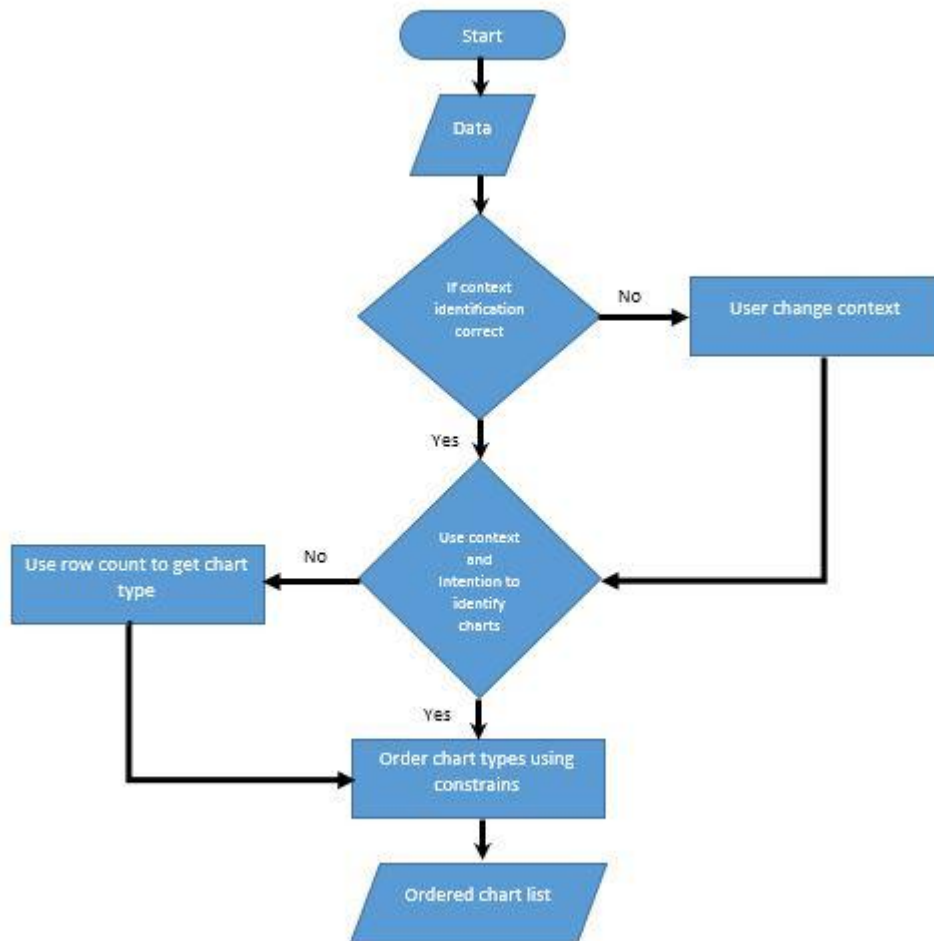 Start
Data
If context
identification
correct
No
User change context
Yes
Use context
and
Intention to
identify
charts
No
Use row count to get chart
type
Yes
Order chart types using
constrains
Ordered chart list